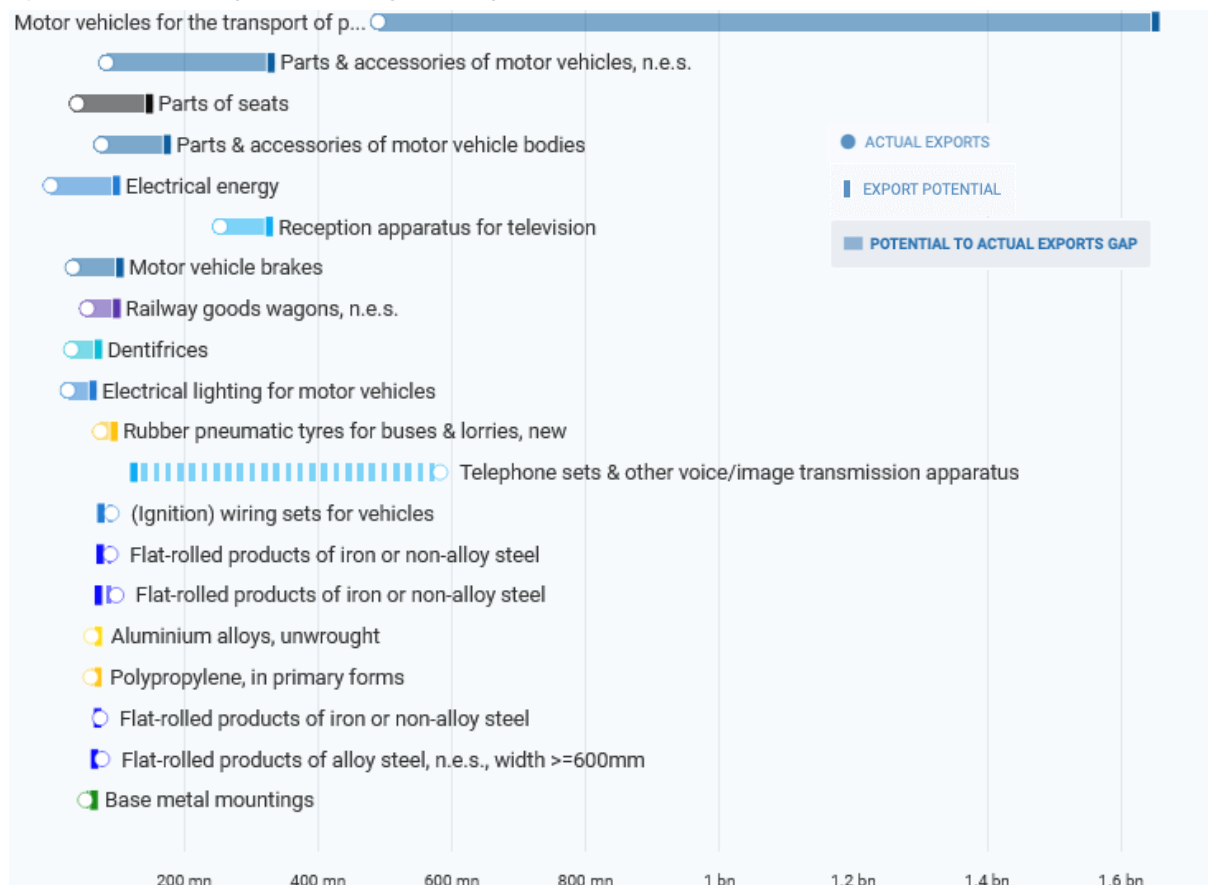 Motor vehicles for the transport of p...
Parts & accessories of motor vehicles, n.e.s.
Parts of seats
Parts & accessories of motor vehicle bodies
ACTUAL EXPORTS
Electrical energy
EXPORT POTENTIAL
Reception apparatus for television
POTENTIAL TO ACTUAL EXPORTS GAP
Motor vehicle brakes
Railway goods wagons, n.e.s.
Dentifrices
Electrical lighting for motor vehicles
Rubber pneumatic tyres for buses & lorries, new
Telephone sets & other voice/image transmission apparatus
(Ignition) wiring sets for vehicles
Flat-rolled products of iron or non-alloy steel
Flat-rolled products of iron or non-alloy steel
Aluminium alloys, unwrought
Polypropylene, in primary forms
Flat-rolled products of iron or non-alloy steel
Flat-rolled products of alloy steel, n.e.s., width >=600mm
Base metal mountings
200 mn 400 mn 600 mn 800 mn 1 bn 1.2 bn 1.4 bn 1.6 bn